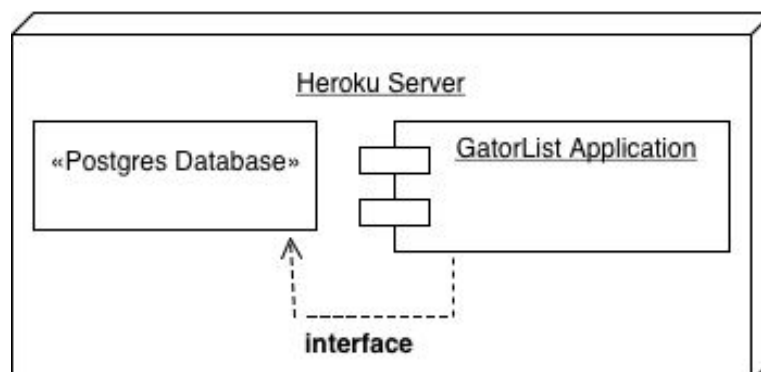 Heroku Server
«Postgres Database»
GatorList Application
interface